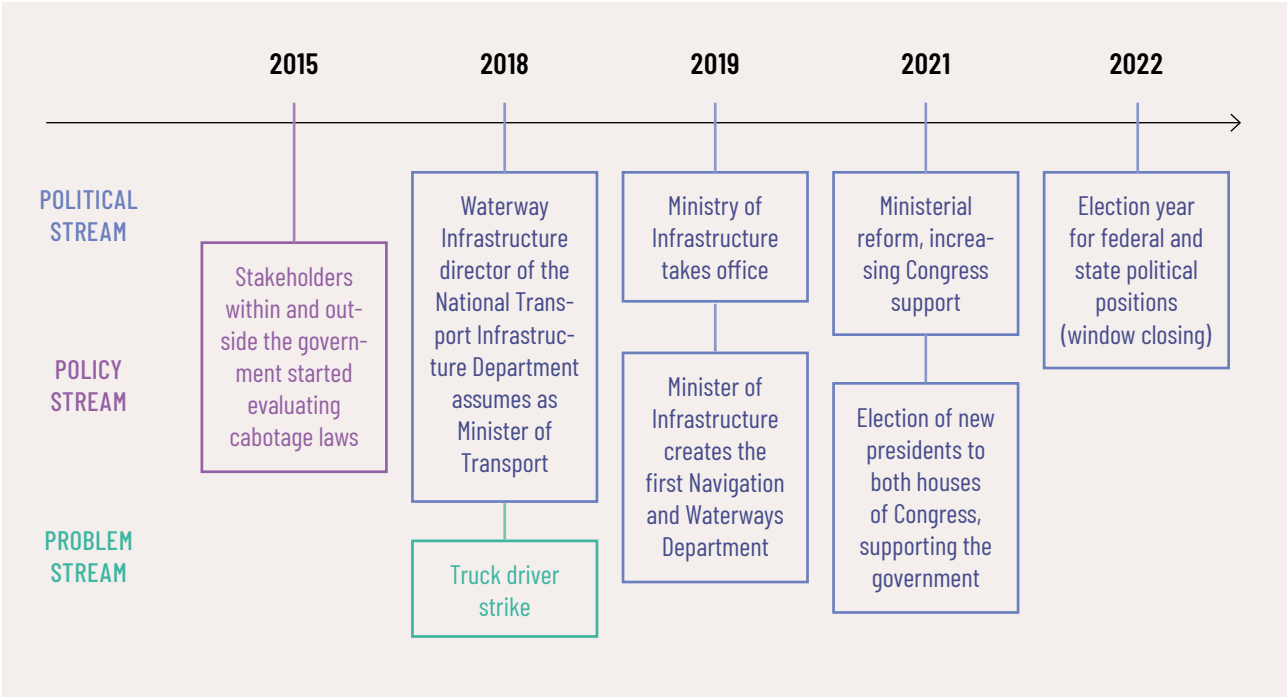 2015
2018
2019
2021
2022
POLITICAL
STREAM
POLICY
STREAM
PROBLEM
STREAM
Stakeholders
within and out-
side the govern-
ment started
evaluating
cabotage laws
Waterway
Infrastructure
director of the
National Trans-
port Infrastruc-
ture Department
assumes as
Minister of
Transport
Truck driver
strike
Ministry of
Infrastructure
takes office
Minister of
Infrastructure
creates the
first Navigation
and Waterways
Department
Ministerial
reform, increa-
sing Congress
support
Election of new
presidents to
both houses
of Congress,
supporting the
government
Election year
for federal and
state political
positions
(window closing)